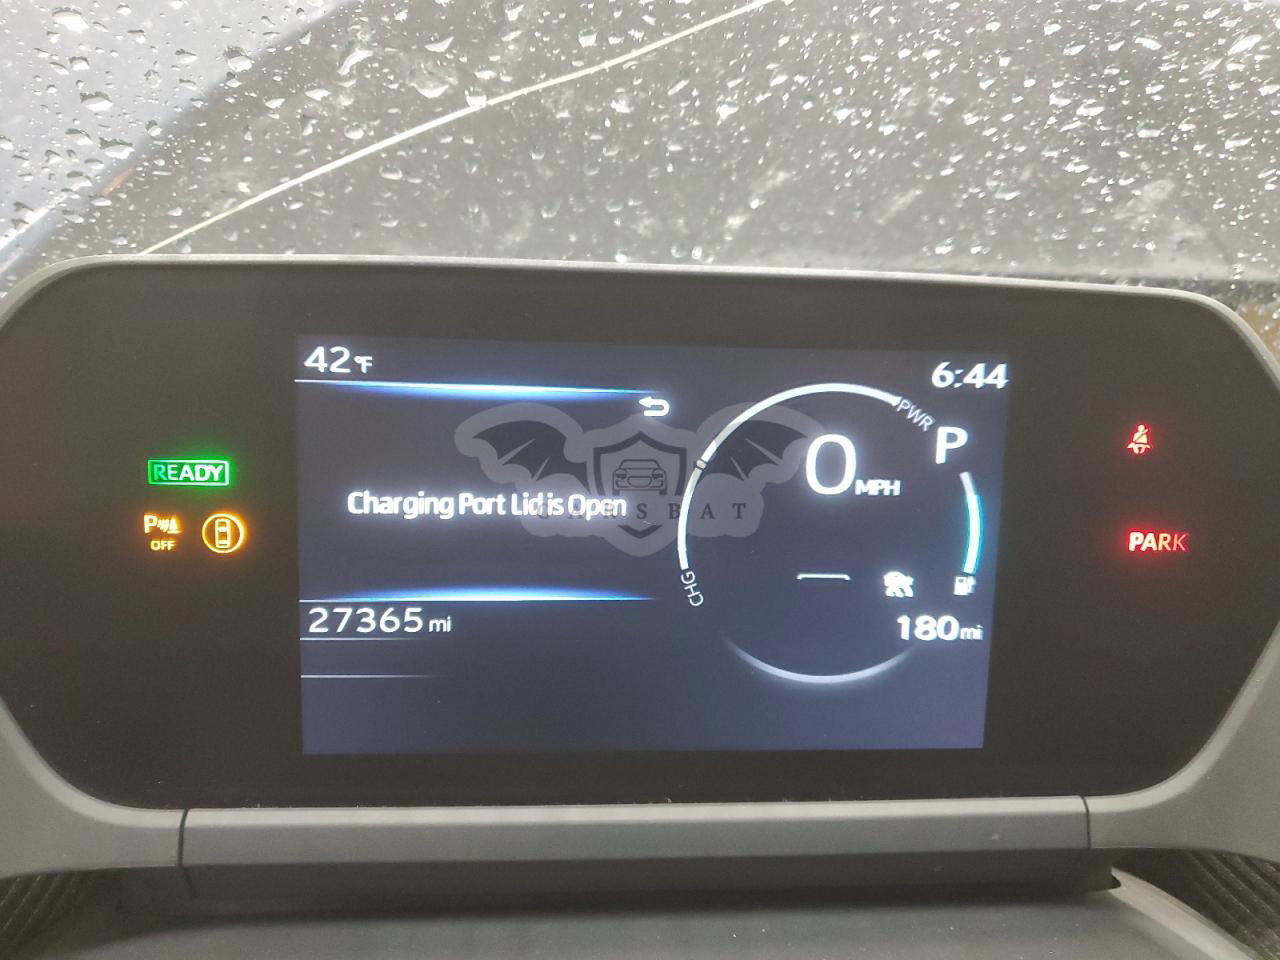 42°F
6:44
PWR
P
0 MPH
READY
P
OFF
Charging Port Lid is Open
CARSBAT
PARK
CHG
27365 mi
180 mi